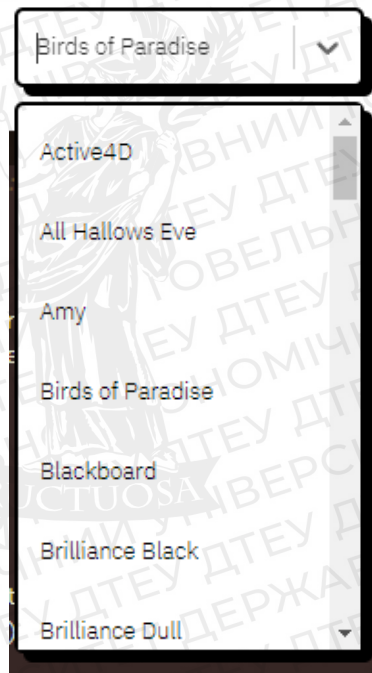 Birds of Paradise
Active4D
All Hallows Eve
Amy
Birds of Paradise
Blackboard
Brilliance Black
Brilliance Dull